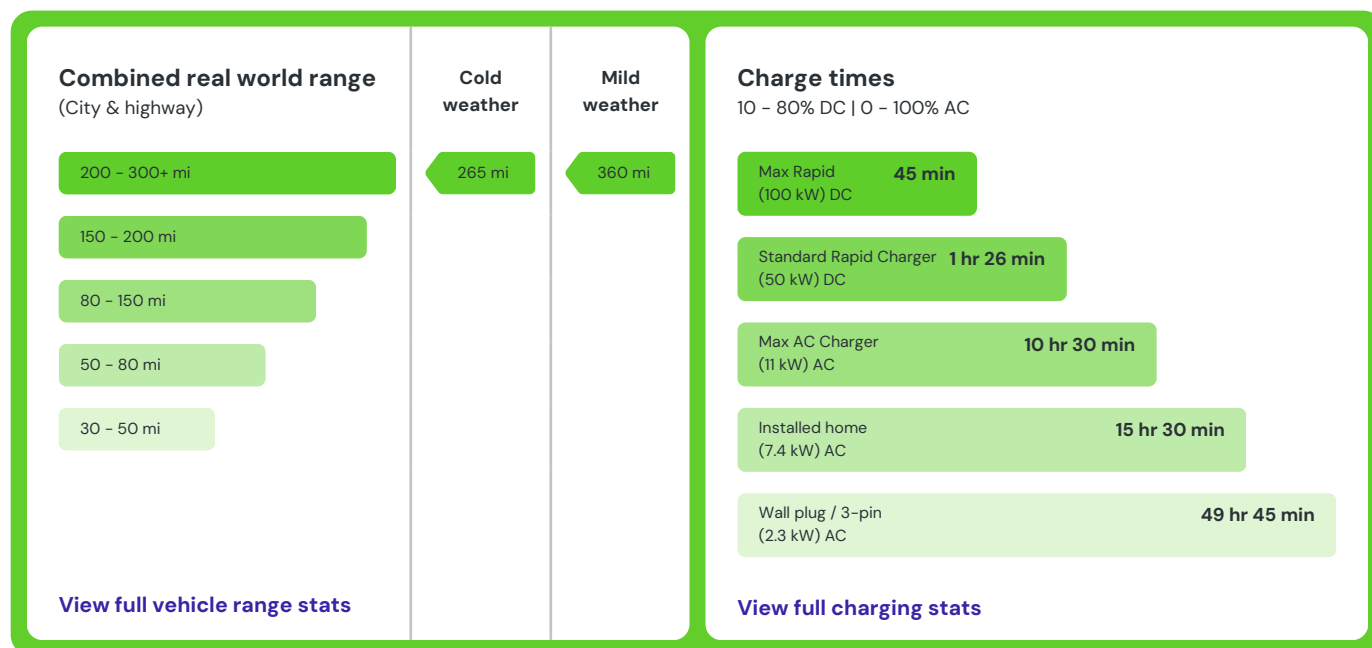 Combined real world range
(City & highway)
Cold
weather
Mild
weather
200 - 300+ mi
265 mi
360 mi
150 - 200 mi
80 - 150 mi
50 - 80 mi
30 - 50 mi
View full vehicle range stats
Charge times
10 - 80% DC | 0 - 100% AC
Max Rapid
(100 kW) DC
45 min
Standard Rapid Charger
(50 kW) DC
1 hr 26 min
Max AC Charger
(11 kW) AC
10 hr 30 min
Installed home
(7.4 kW) AC
15 hr 30 min
Wall plug / 3-pin
(2.3 kW) AC
49 hr 45 min
View full charging stats